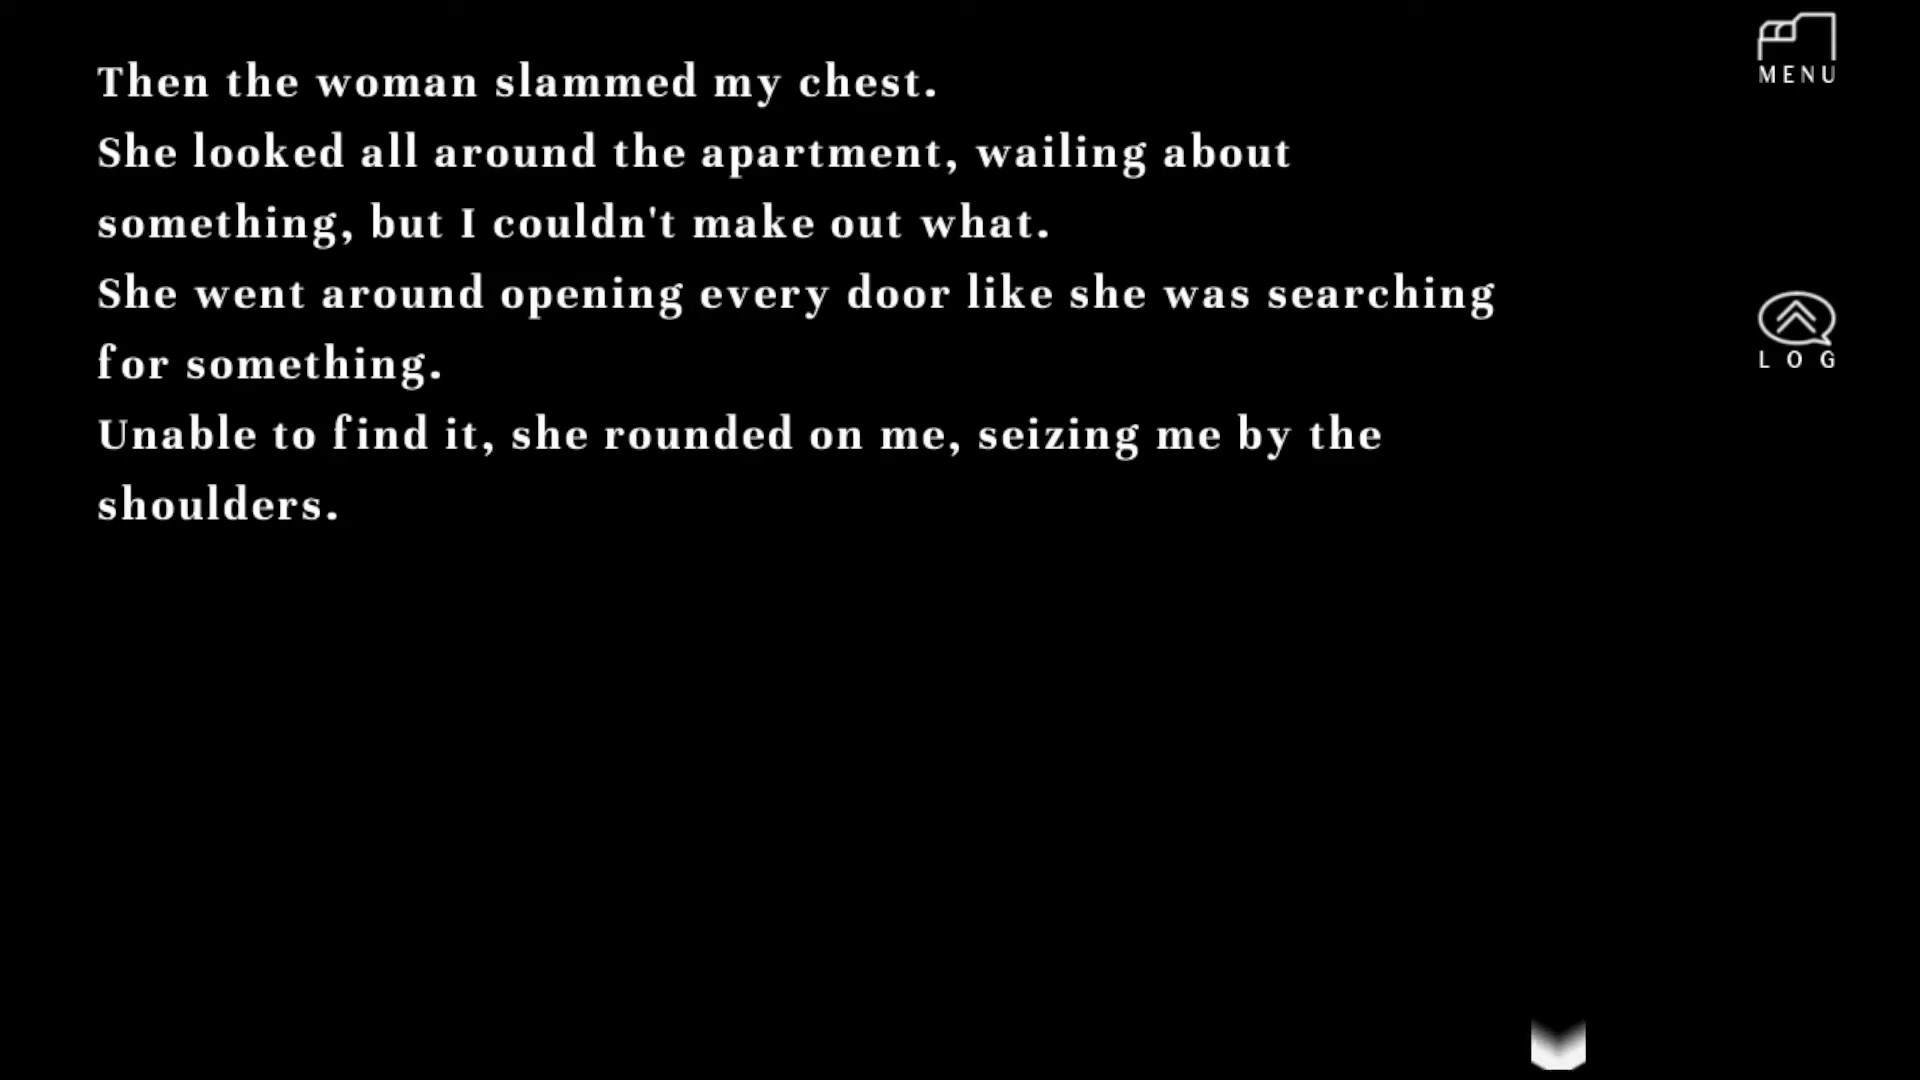 Then the woman slammed my chest.
She looked all around the apartment, wailing about
something, but I couldn't make out what.
She went around opening every door like she was searching
for something.
Unable to find it, she rounded on me, seizing me by the
shoulders.
MENU
LOG